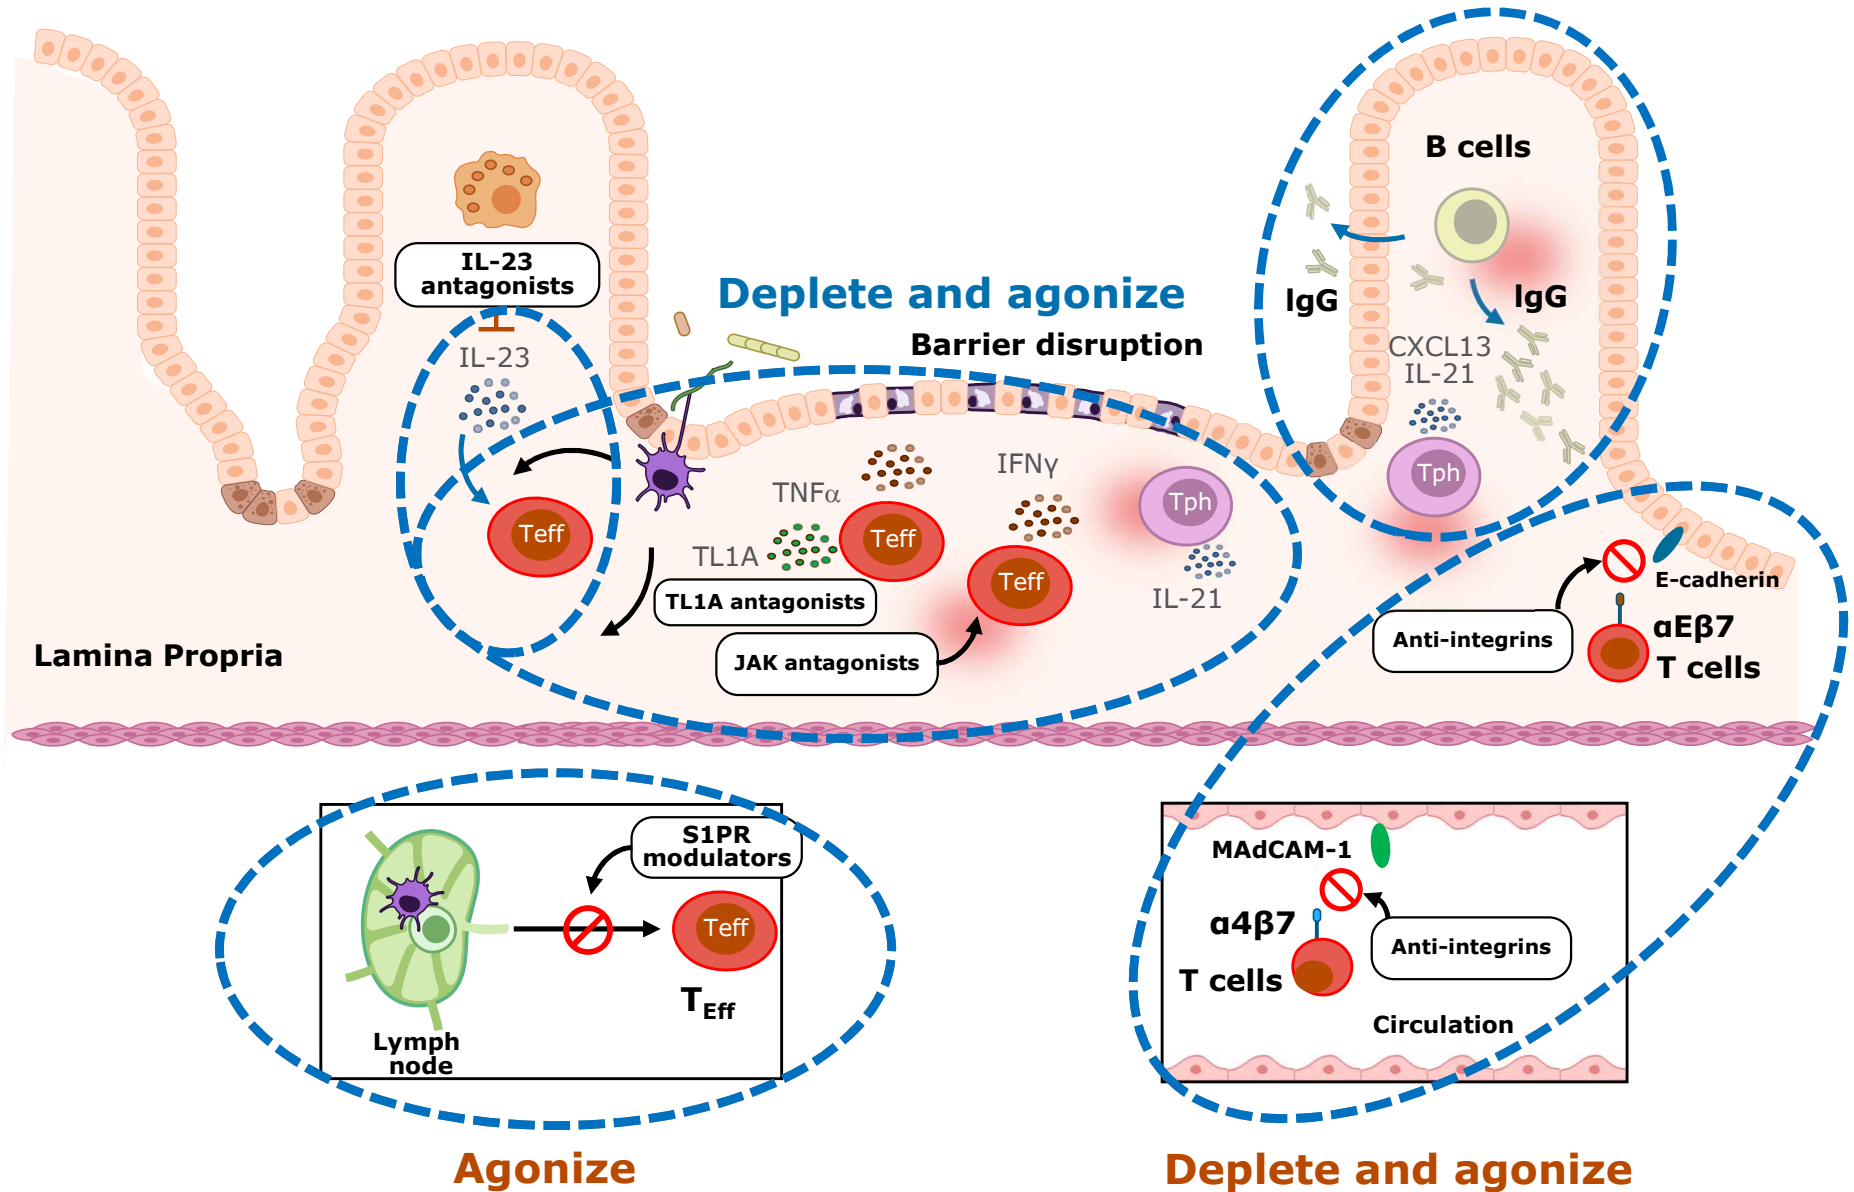 B cells
IL-23
antagonists
IgG
IgG
Deplete and agonize
Barrier disruption
IL-23
CXCL13
IL-21
IFNγ
Tph
TNFα
Tph
Teff
Teff
TL1A
Teff
E-cadherin
TL1A antagonists
IL-21
αEβ7
T cells
Anti-integrins
Lamina Propria
JAK antagonists
S1PR
modulators
MAdCAM-1
Teff
α4β7
T cells
Anti-integrins
TEff
Circulation
Lymph
node
Agonize
Deplete and agonize